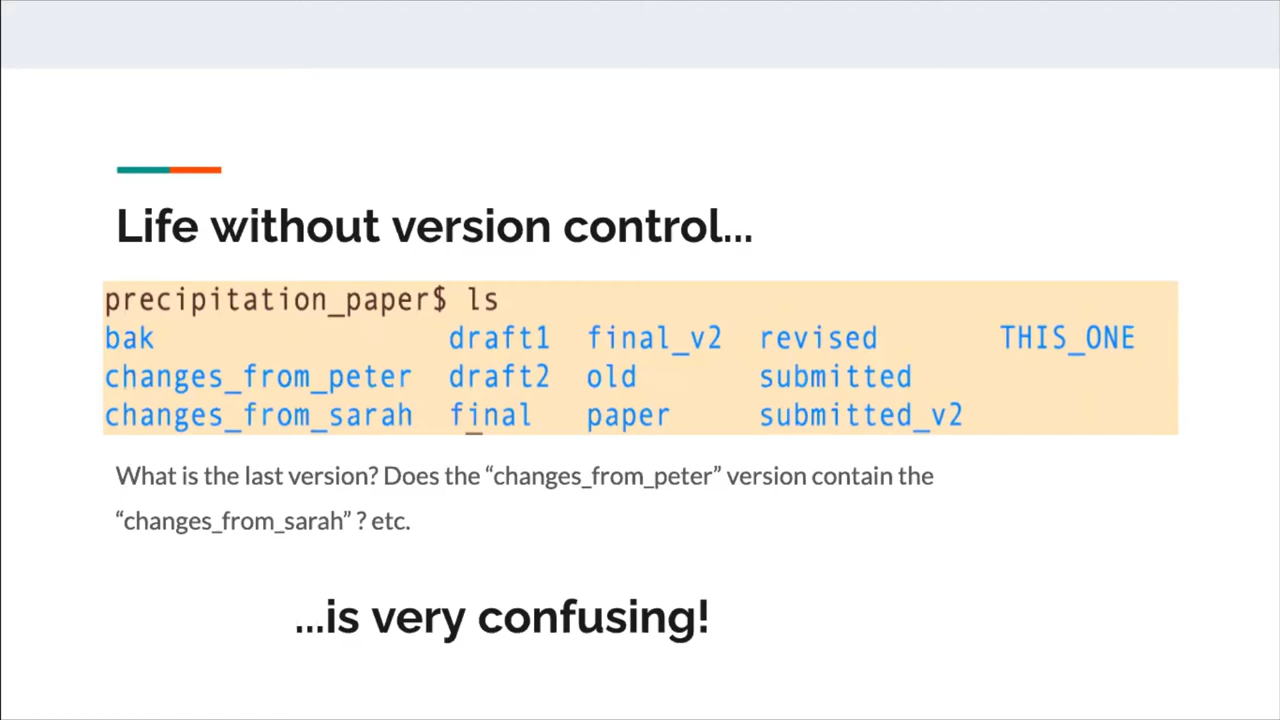 Life without version control...
precipitation_paper$ ls
bak draft1 final_v2 revised THIS_ONE
changes_from_peter draft2 old submitted
changes_from_sarah final paper submitted_v2
What is the last version? Does the “changes_from_peter” version contain the
“changes_from_sarah” ? etc.
...is very confusing!